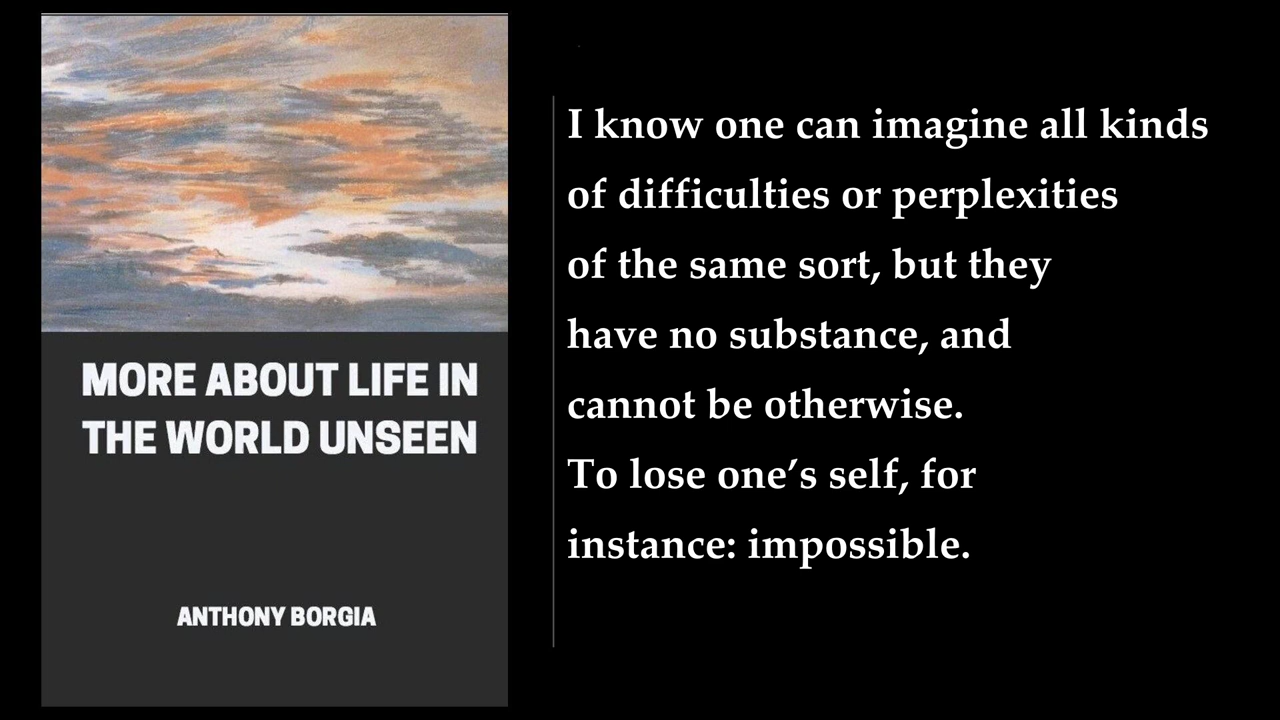 MORE ABOUT LIFE IN
THE WORLD UNSEEN
ANTHONY BORGIA
I know one can imagine all kinds
of difficulties or perplexities
of the same sort, but they
have no substance, and
cannot be otherwise.
To lose one’s self, for
instance: impossible.